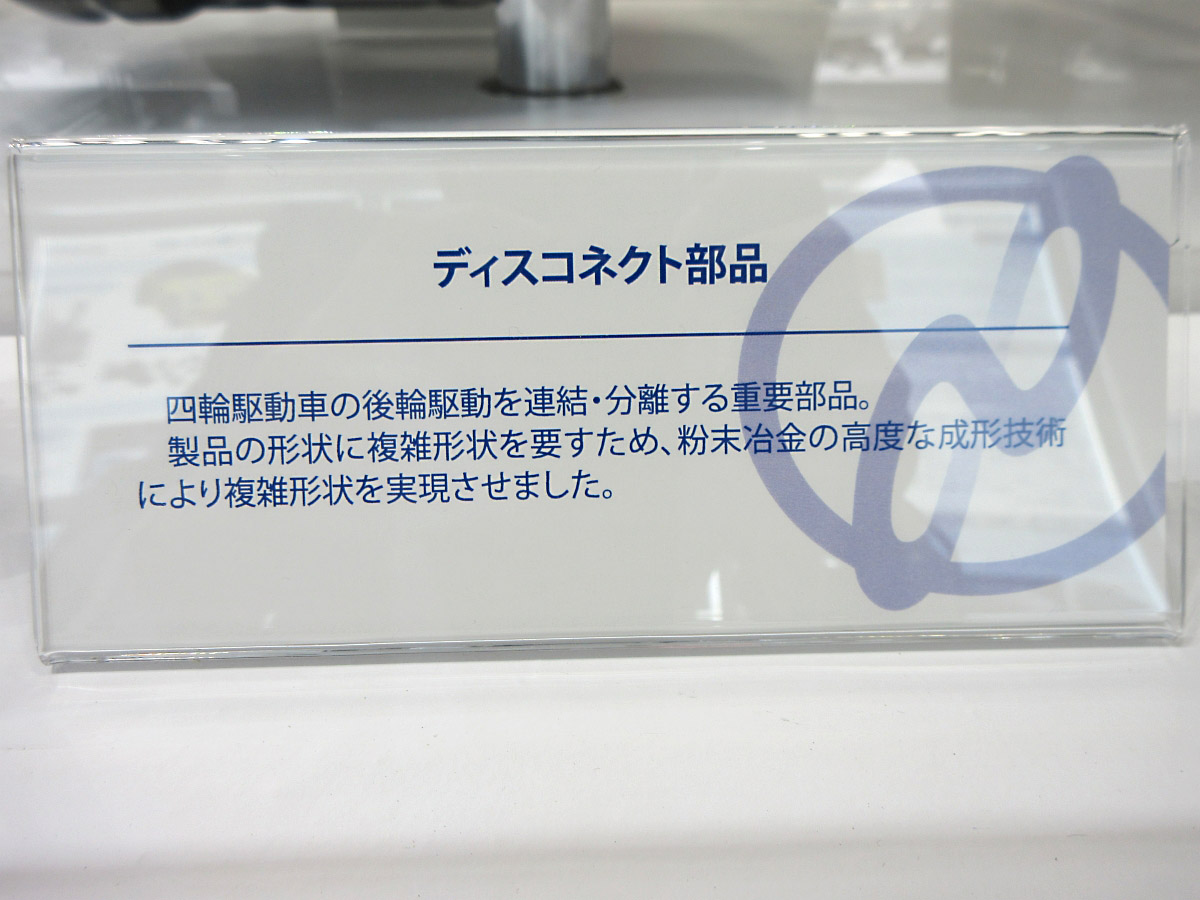 ディスコネクト部品
四輪駆動車の後輪駆動を連結・分離する重要部品。
製品の形状に複雑形状を要すため、粉末冶金の高度な成形技術
により複雑形状を実現させました。